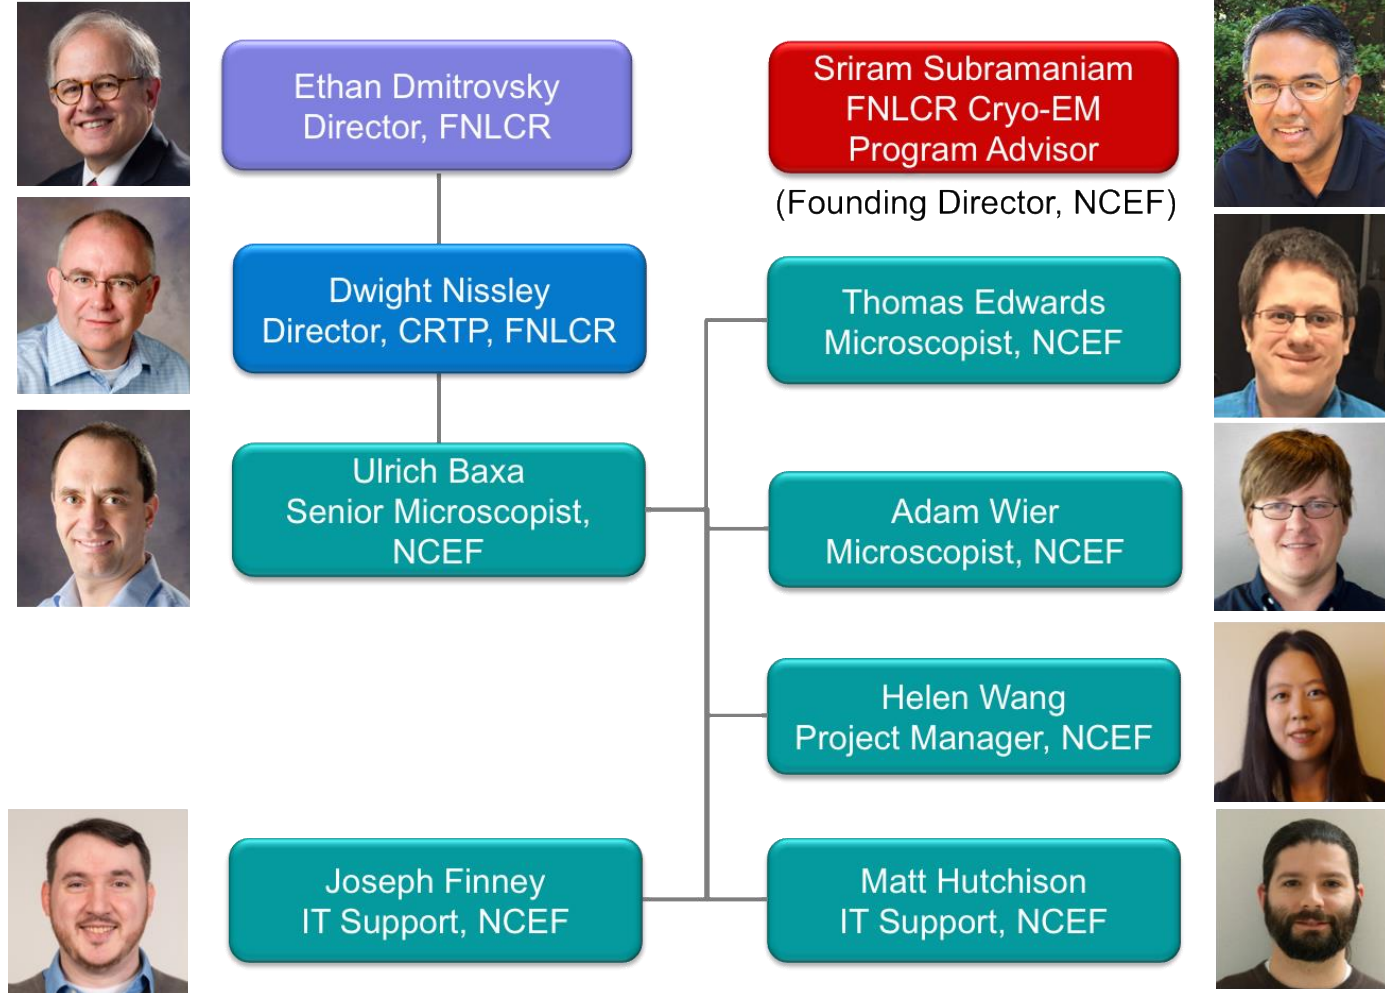 Ethan Dmitrovsky
Director, FNLCR
Sriram Subramaniam
FNLCR Cryo-EM
Program Advisor
(Founding Director, NCEF)
Dwight Nissley
Director, CRTP, FNLCR
Thomas Edwards
Microscopist, NCEF
Ulrich Baxa
Senior Microscopist,
NCEF
Adam Wier
Microscopist, NCEF
Helen Wang
Project Manager, NCEF
Joseph Finney
IT Support, NCEF
Matt Hutchison
IT Support, NCEF